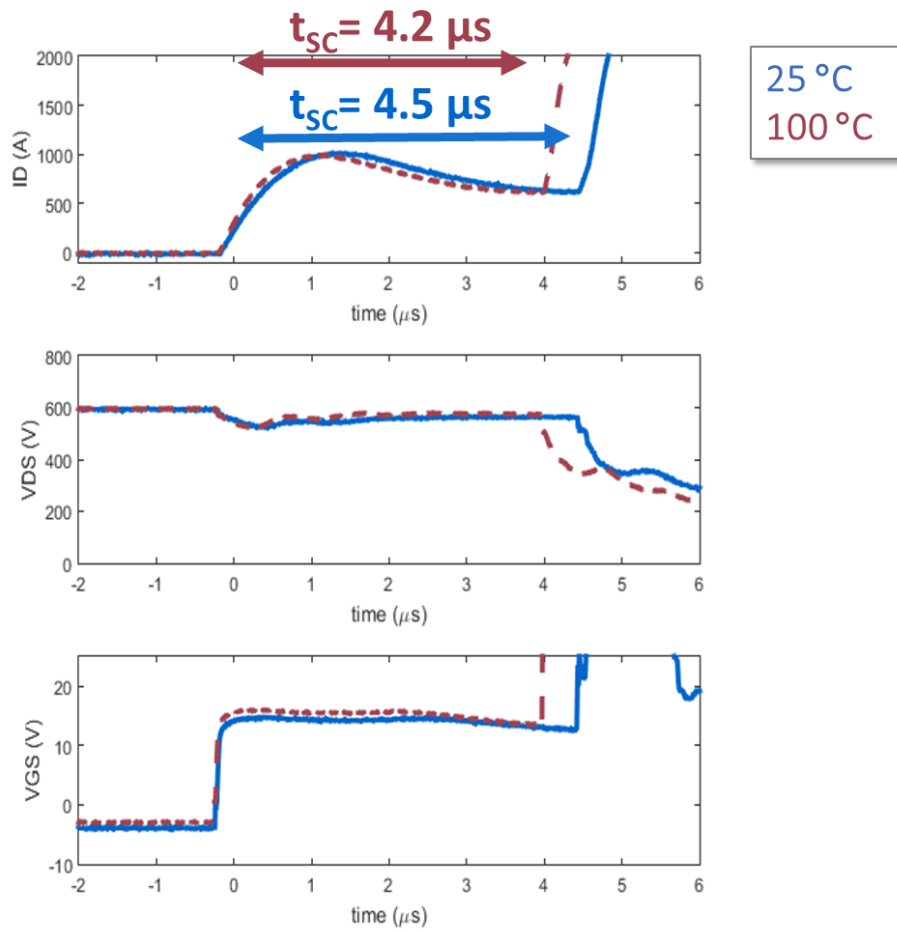 t_SC= 4.2 µs
25 °C
100 °C
t_SC= 4.5 µs
2000
1500
1000
500
0
ID (A)
-2 -1 0 1 2 3 4 5 6
time (µs)
800
600
400
200
0
VDS (V)
-2 -1 0 1 2 3 4 5 6
time (µs)
20
10
0
-10
VGS (V)
-2 -1 0 1 2 3 4 5 6
time (µs)